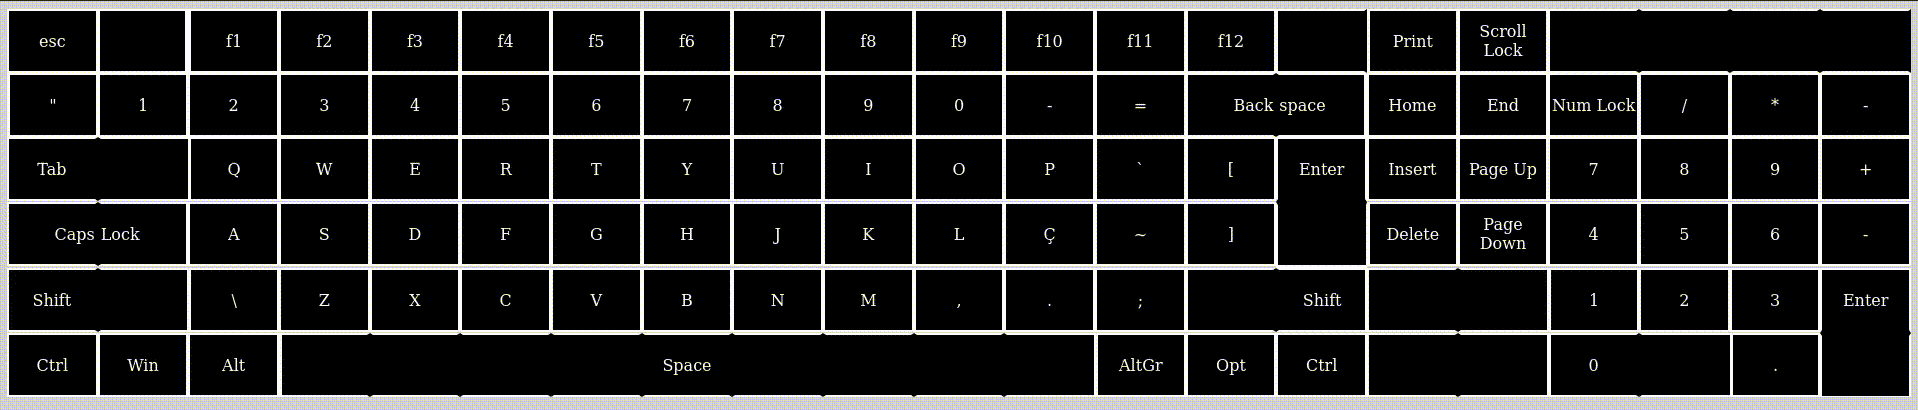 esc f1 f2 f3 f4 f5 f6 f7 f8 f9 f10 f11 f12 Print Scroll Lock
" 1 2 3 4 5 6 7 8 9 0 - = Back space Home End Num Lock / * -
Tab Q W E R T Y U I O P ` [ Enter Insert Page Up 7 8 9 +
Caps Lock A S D F G H J K L Ç ~ ] Delete Page Down 4 5 6 -
Shift \ Z X C V B N M , . ; Shift 1 2 3 Enter
Ctrl Win Alt Space AltGr Opt Ctrl 0 .